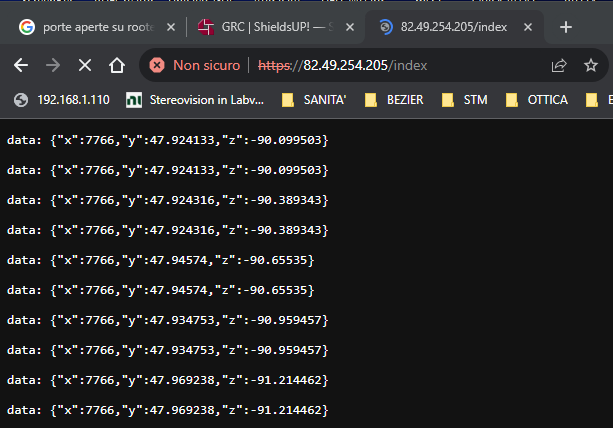 porte aperte su roote
GRC | ShieldsUP! — S
82.49.254.205/index
Non sicuro
https://82.49.254.205/index
192.168.1.110
Stereovision in Labv...
SANITA'
BEZIER
STM
OTTICA
data: {"x":7766,"y":47.924133,"z":-90.099503}
data: {"x":7766,"y":47.924133,"z":-90.099503}
data: {"x":7766,"y":47.924316,"z":-90.389343}
data: {"x":7766,"y":47.924316,"z":-90.389343}
data: {"x":7766,"y":47.94574,"z":-90.65535}
data: {"x":7766,"y":47.94574,"z":-90.65535}
data: {"x":7766,"y":47.934753,"z":-90.959457}
data: {"x":7766,"y":47.934753,"z":-90.959457}
data: {"x":7766,"y":47.969238,"z":-91.214462}
data: {"x":7766,"y":47.969238,"z":-91.214462}